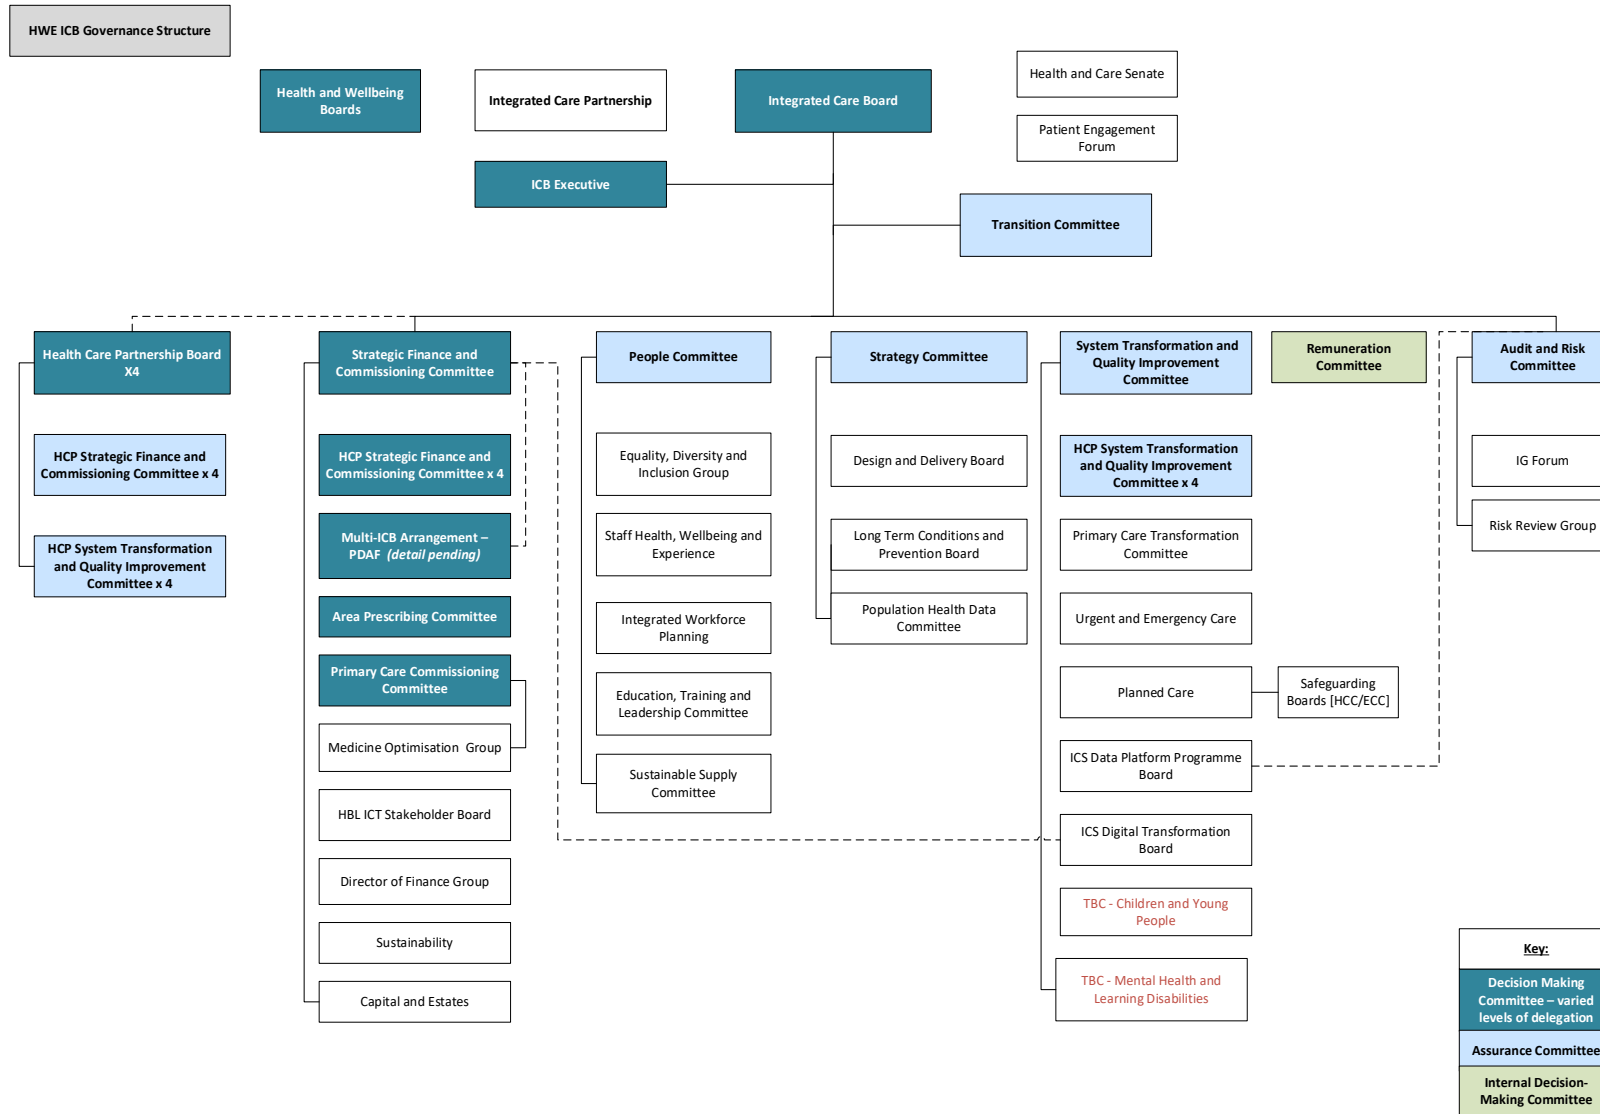 HWE ICB Governance Structure
Health and Wellbeing
Boards
Integrated Care Partnership
Integrated Care Board
Health and Care Senate
Patient Engagement
Forum
ICB Executive
Transition Committee
Health Care Partnership Board
X4
HCP Strategic Finance and
Commissioning Committee x 4
HCP System Transformation
and Quality Improvement
Committee x 4
Strategic Finance and
Commissioning Committee
HCP Strategic Finance and
Commissioning Committee x 4
Multi-ICB Arrangement –
PDAF (detail pending)
Area Prescribing Committee
Primary Care Commissioning
Committee
Medicine Optimisation Group
HBL ICT Stakeholder Board
Director of Finance Group
Sustainability
Capital and Estates
People Committee
Equality, Diversity and
Inclusion Group
Staff Health, Wellbeing and
Experience
Integrated Workforce
Planning
Education, Training and
Leadership Committee
Sustainable Supply
Committee
Strategy Committee
Design and Delivery Board
Long Term Conditions and
Prevention Board
Population Health Data
Committee
System Transformation and
Quality Improvement
Committee
HCP System Transformation
and Quality Improvement
Committee x 4
Primary Care Transformation
Committee
Urgent and Emergency Care
Planned Care
Safeguarding
Boards [HCC/ECC]
ICS Data Platform Programme
Board
ICS Digital Transformation
Board
TBC - Children and Young
People
TBC - Mental Health and
Learning Disabilities
Remuneration
Committee
Audit and Risk
Committee
IG Forum
Risk Review Group
Key:
Decision Making
Committee – varied
levels of delegation
Assurance Committee
Internal Decision-
Making Committee